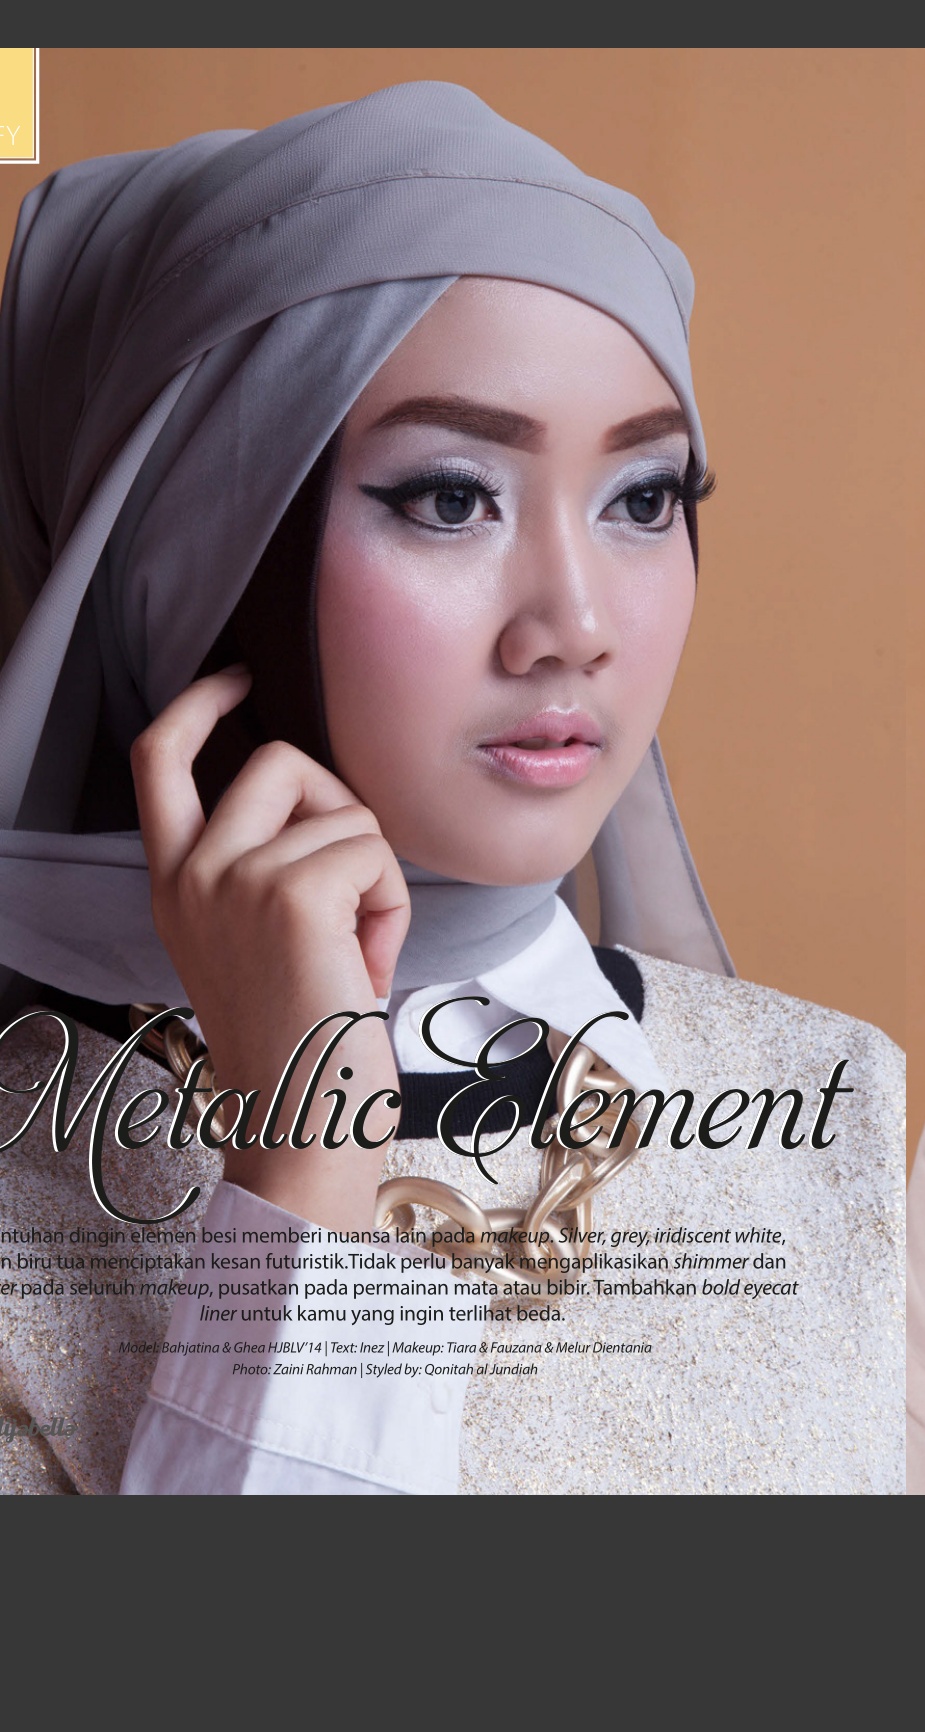 FY
Metallic Element
ntuhan dingin elemen besi memberi nuansa lain pada makeup. Silver, grey, iridiscent white,
n biru tua menciptakan kesan futuristik.Tidak perlu banyak mengaplikasikan shimmer dan
er pada seluruh makeup, pusatkan pada permainan mata atau bibir. Tambahkan bold eyecat
liner untuk kamu yang ingin terlihat beda.
Model: Bahjatina & Ghea HJBLV'14 | Text: Inez | Makeup: Tiara & Fauzana & Melur Dientania
Photo: Zaini Rahman | Styled by: Qonitah al Jundiah